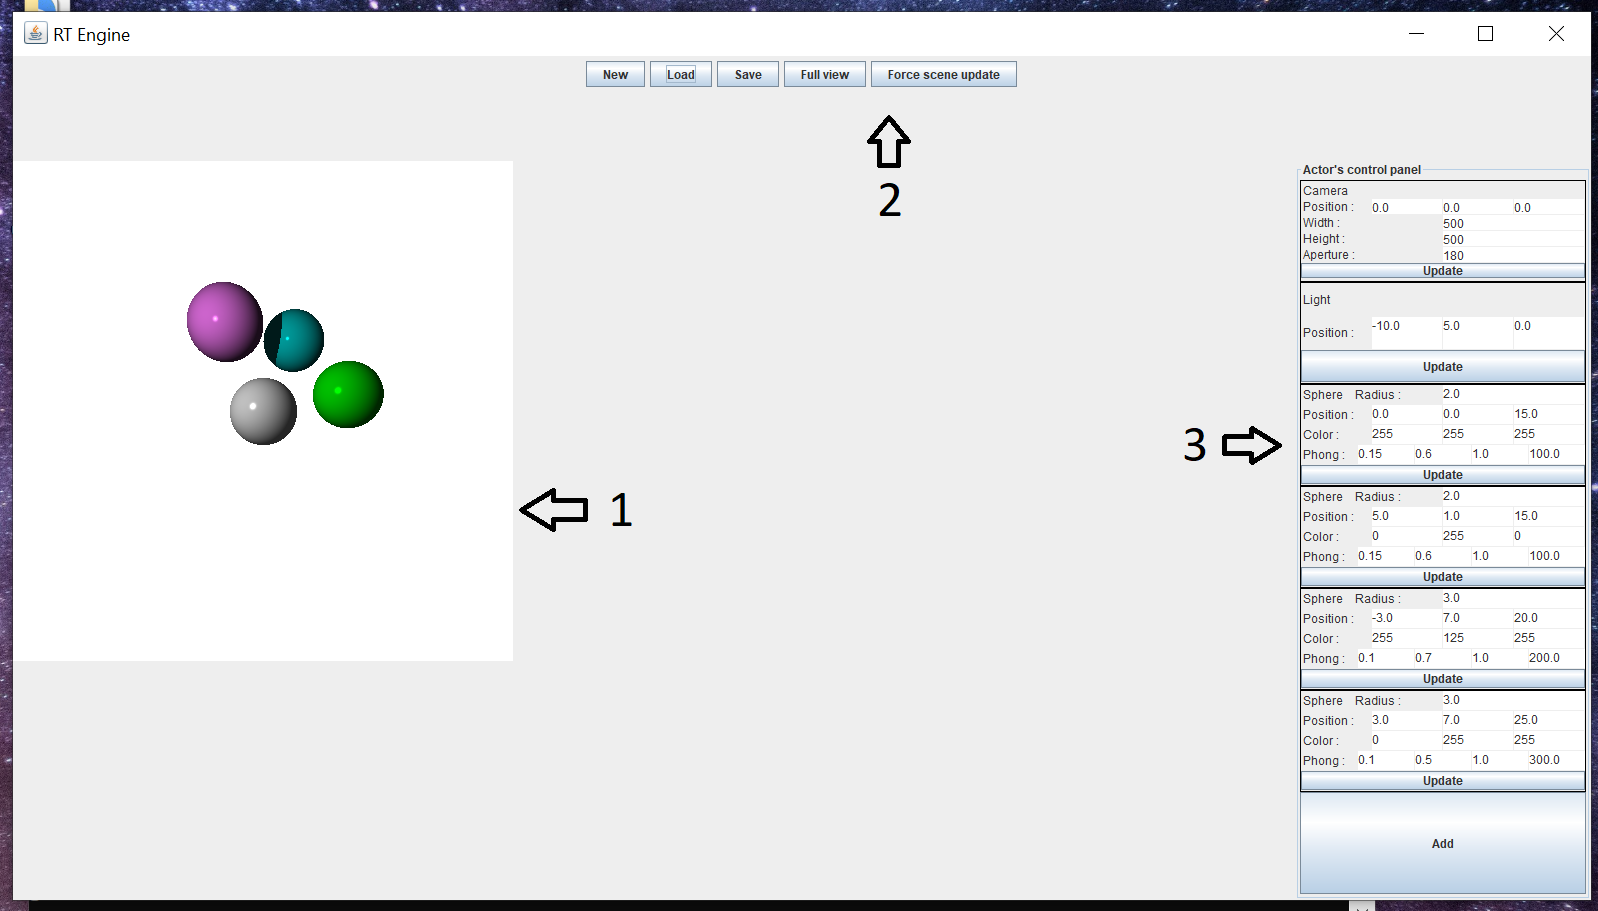 RT Engine
New Load Save Full view Force scene update
2
1
3
Actor's control panel
Camera
Position : 0.0 0.0 0.0
Width : 500
Height : 500
Aperture : 180
Update
Light
Position : -10.0 5.0 0.0
Update
Sphere Radius : 2.0
Position : 0.0 0.0 15.0
Color : 255 255 255
Phong : 0.15 0.6 1.0 100.0
Update
Sphere Radius : 2.0
Position : 5.0 1.0 15.0
Color : 0 255 0
Phong : 0.15 0.6 1.0 100.0
Update
Sphere Radius : 3.0
Position : -3.0 7.0 20.0
Color : 255 125 255
Phong : 0.1 0.7 1.0 200.0
Update
Sphere Radius : 3.0
Position : 3.0 7.0 25.0
Color : 0 255 255
Phong : 0.1 0.5 1.0 300.0
Update
Add